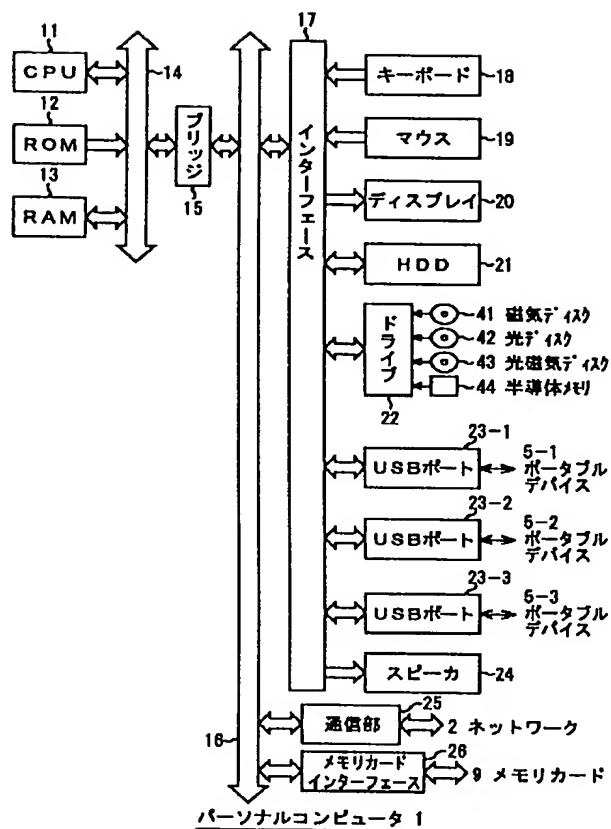 11
CPU
12
ROM
13
RAM
14
ブリッジ
15
16
17
インターフェース
キーボード
18
マウス
19
ディスプレイ
20
HDD
21
ドライブ
22
41 磁気ディスク
42 光ディスク
43 光磁気ディスク
44 半導体メモリ
23-1
USBポート
5-1
ポータブル
デバイス
23-2
USBポート
5-2
ポータブル
デバイス
23-3
USBポート
5-3
ポータブル
デバイス
スピーカ
24
25
通信部
2 ネットワーク
26
メモリカード
インターフェース
9 メモリカード
パーソナルコンピュータ 1